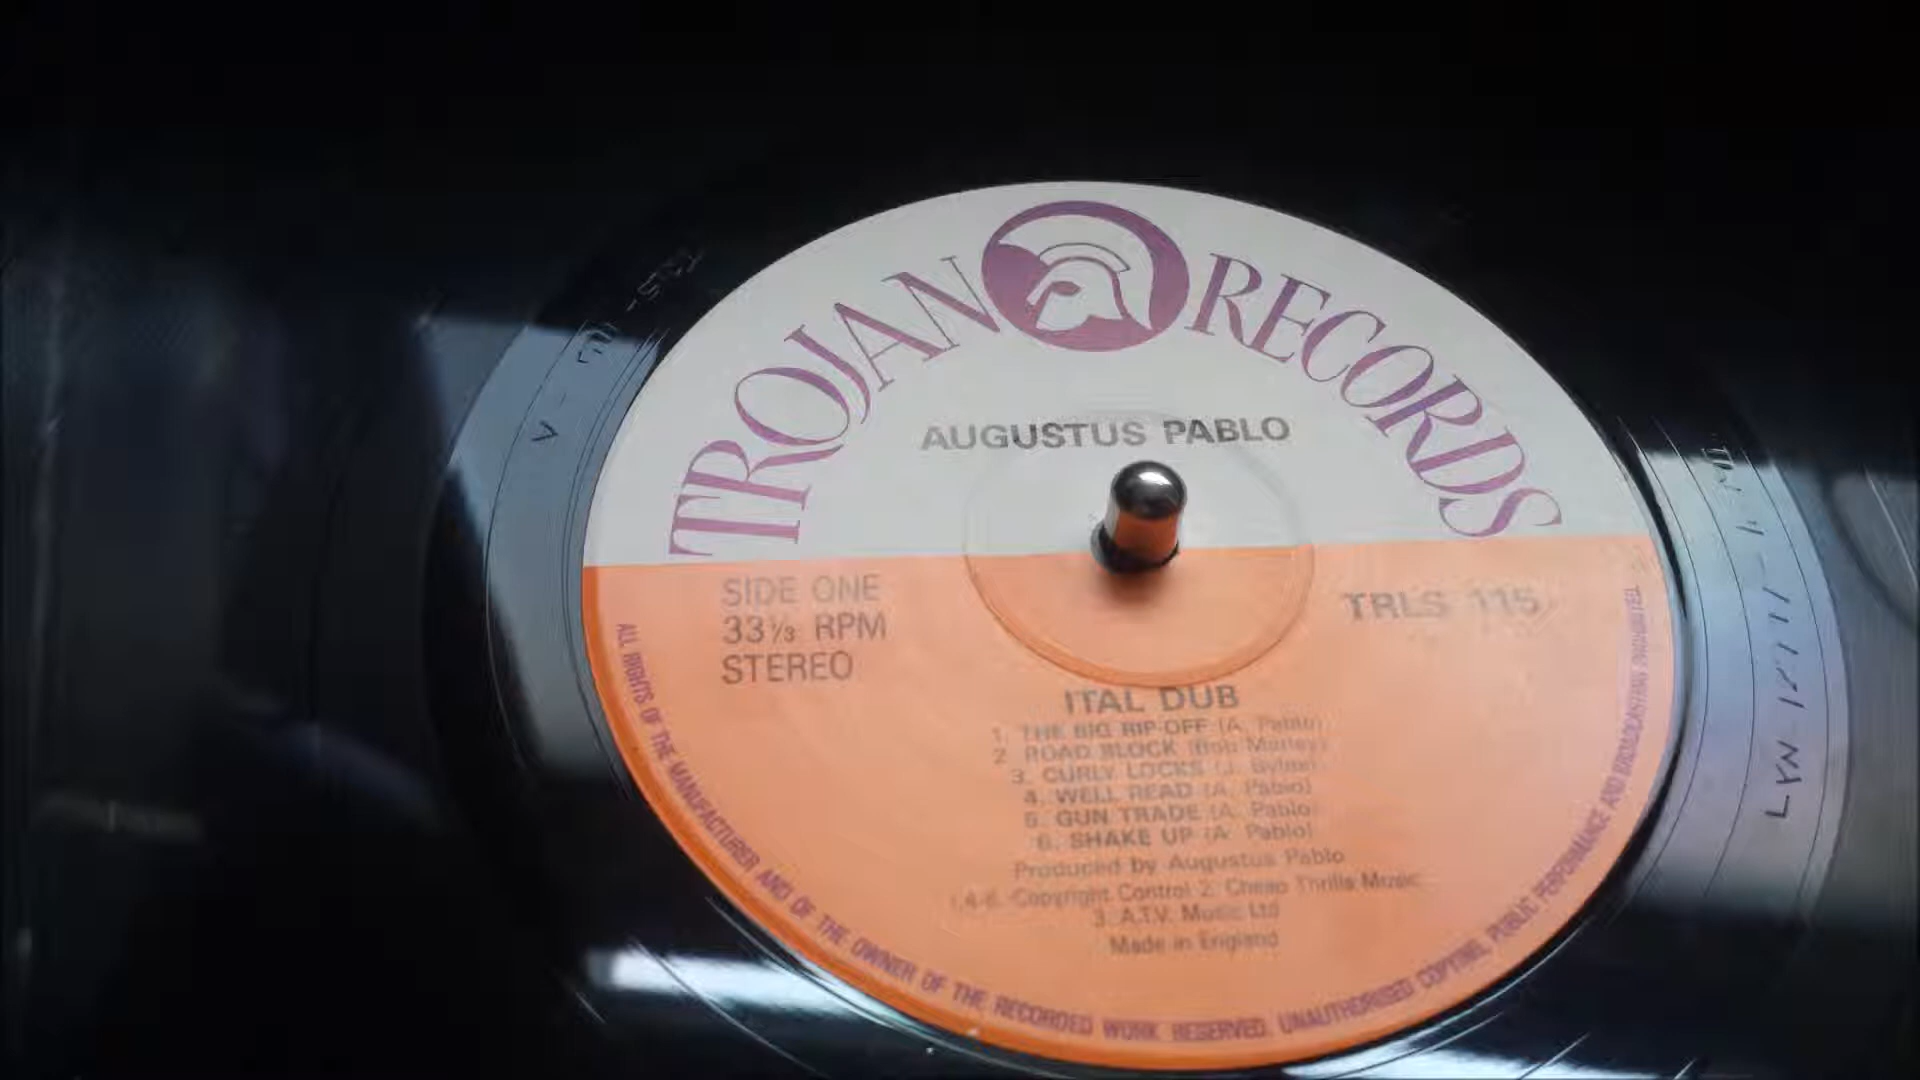 TROJAN RECORDS
AUGUSTUS PABLO
SIDE ONE
33⅓ RPM
STEREO
TRLS 115
ITAL DUB
1. THE BIG RIP-OFF (A. Pablo)
2. ROAD BLOCK (Bob Marley)
3. CURLY LOCKS (J. Byles)
4. WELL READ (A. Pablo)
5. GUN TRADE (A. Pablo)
6. SHAKE UP (A. Pablo)
Produced by Augustus Pablo
1,4-6. Copyright Control 2. Cheap Thrills Music
3. A.T.V. Music Ltd
Made in England
ALL RIGHTS OF THE MANUFACTURER AND OF THE OWNER OF THE RECORDED WORK RESERVED. UNAUTHORISED COPYING, PUBLIC PERFORMANCE AND BROADCASTING PROHIBITED.